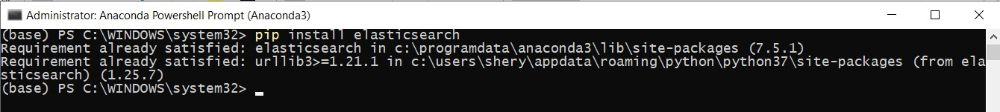 Administrator: Anaconda Powershell Prompt (Anaconda3)
(base) PS C:\WINDOWS\system32> pip install elasticsearch
Requirement already satisfied: elasticsearch in c:\programdata\anaconda3\lib\site-packages (7.5.1)
Requirement already satisfied: urllib3>=1.21.1 in c:\users\shery\appdata\roaming\python\python37\site-packages (from ela
sticsearch) (1.25.7)
(base) PS C:\WINDOWS\system32>